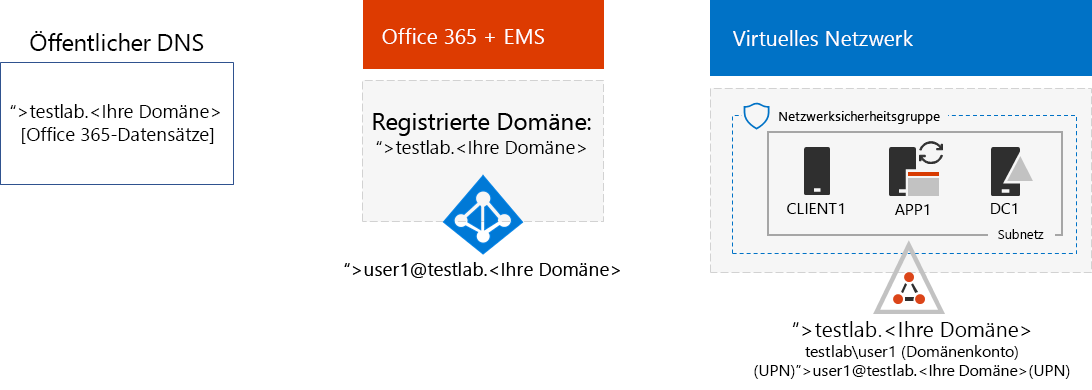 Öffentlicher DNS
“>testlab.<Ihre Domäne>
[Office 365-Datensätze]
Office 365 + EMS
Registrierte Domäne:
“>testlab.<Ihre Domäne>
“>user1@testlab.<Ihre Domäne>
Virtuelles Netzwerk
Netzwerksicherheitsgruppe
CLIENT1
APP1
DC1
Subnetz
“>testlab.<Ihre Domäne>
testlab\user1 (Domänenkonto)
(UPN)“>user1@testlab.<Ihre Domäne>(UPN)